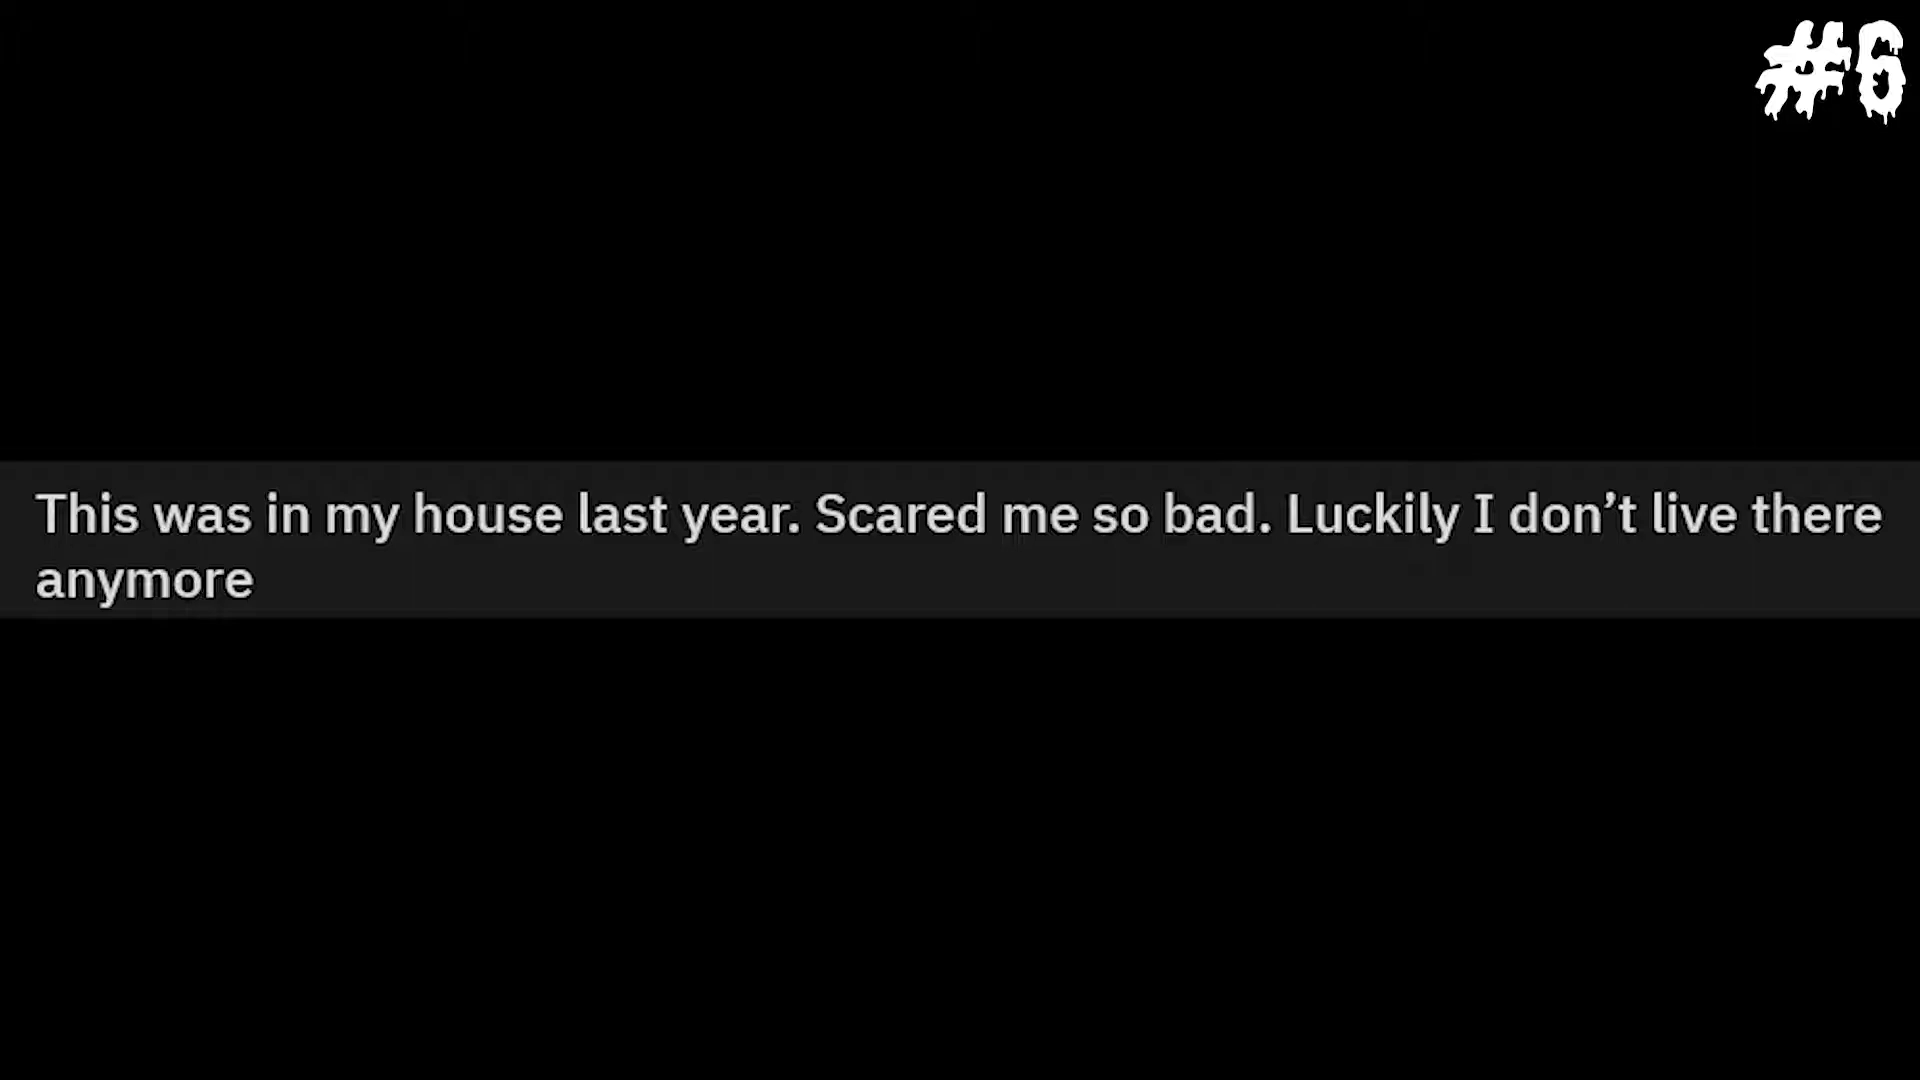 #6
This was in my house last year. Scared me so bad. Luckily I don’t live there
anymore